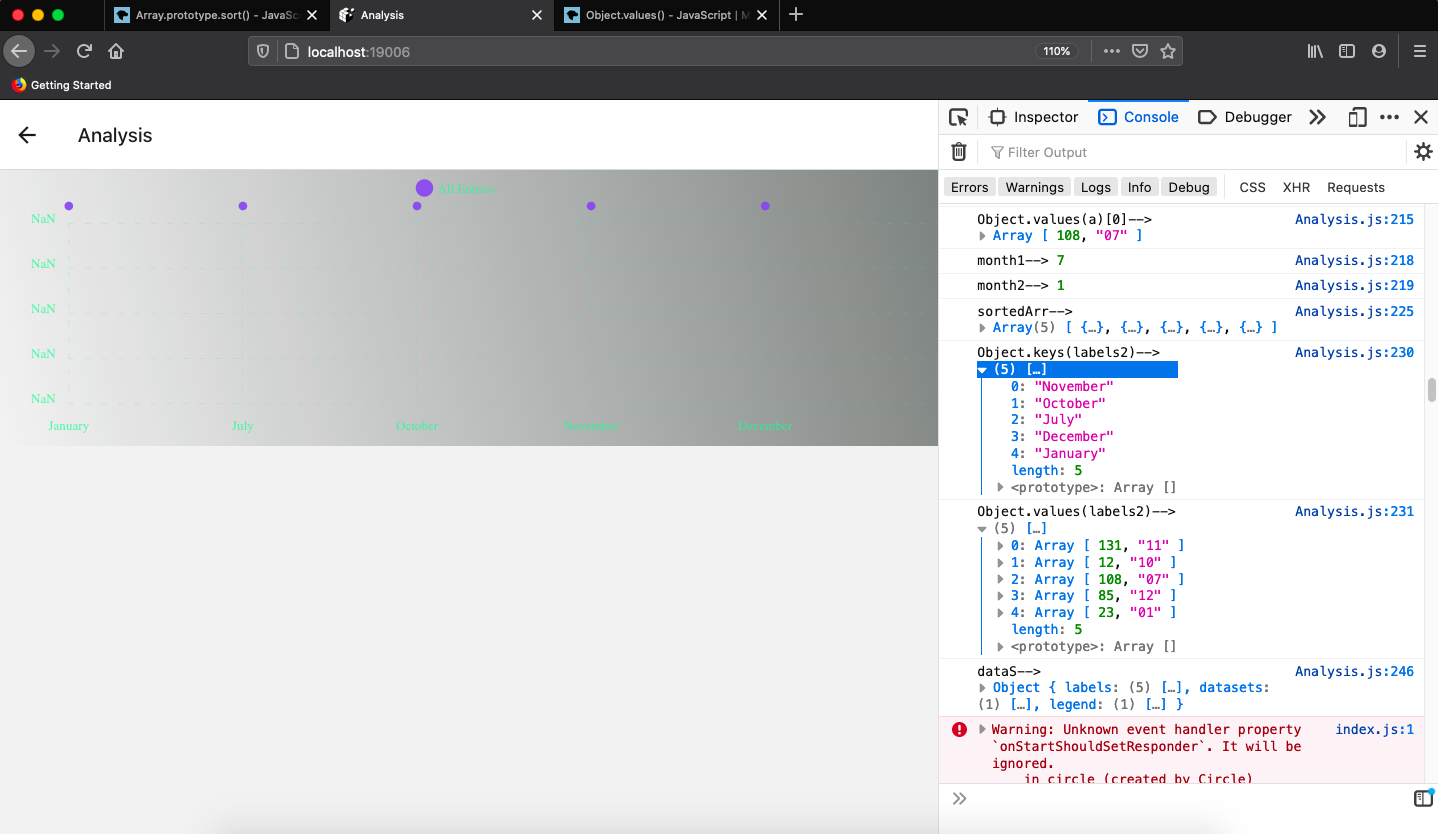 Array.prototype.sort() - JavaSc
Analysis
Object.values() - JavaScript | M
localhost:19006
110%
Getting Started
Analysis
Inspector
Console
Debugger
Filter Output
Errors
Warnings
Logs
Info
Debug
CSS
XHR
Requests
NaN
NaN
NaN
NaN
NaN
January
July
October
November
December
Object.values(a)[0]--> Analysis.js:215
Array [ 108, "07" ]
month1--> 7 Analysis.js:218
month2--> 1 Analysis.js:219
sortedArr--> Analysis.js:225
Array(5) [ {…}, {…}, {…}, {…}, {…} ]
Object.keys(labels2)--> Analysis.js:230
(5) […]
0: "November"
1: "October"
2: "July"
3: "December"
4: "January"
length: 5
<prototype>: Array []
Object.values(labels2)--> Analysis.js:231
(5) […]
0: Array [ 131, "11" ]
1: Array [ 12, "10" ]
2: Array [ 108, "07" ]
3: Array [ 85, "12" ]
4: Array [ 23, "01" ]
length: 5
<prototype>: Array []
dataS--> Analysis.js:246
Object { labels: (5) […], datasets:
(1) […], legend: (1) […] }
Warning: Unknown event handler property index.js:1
`onStartShouldSetResponder`. It will be
ignored.
in circle (created by Circle)